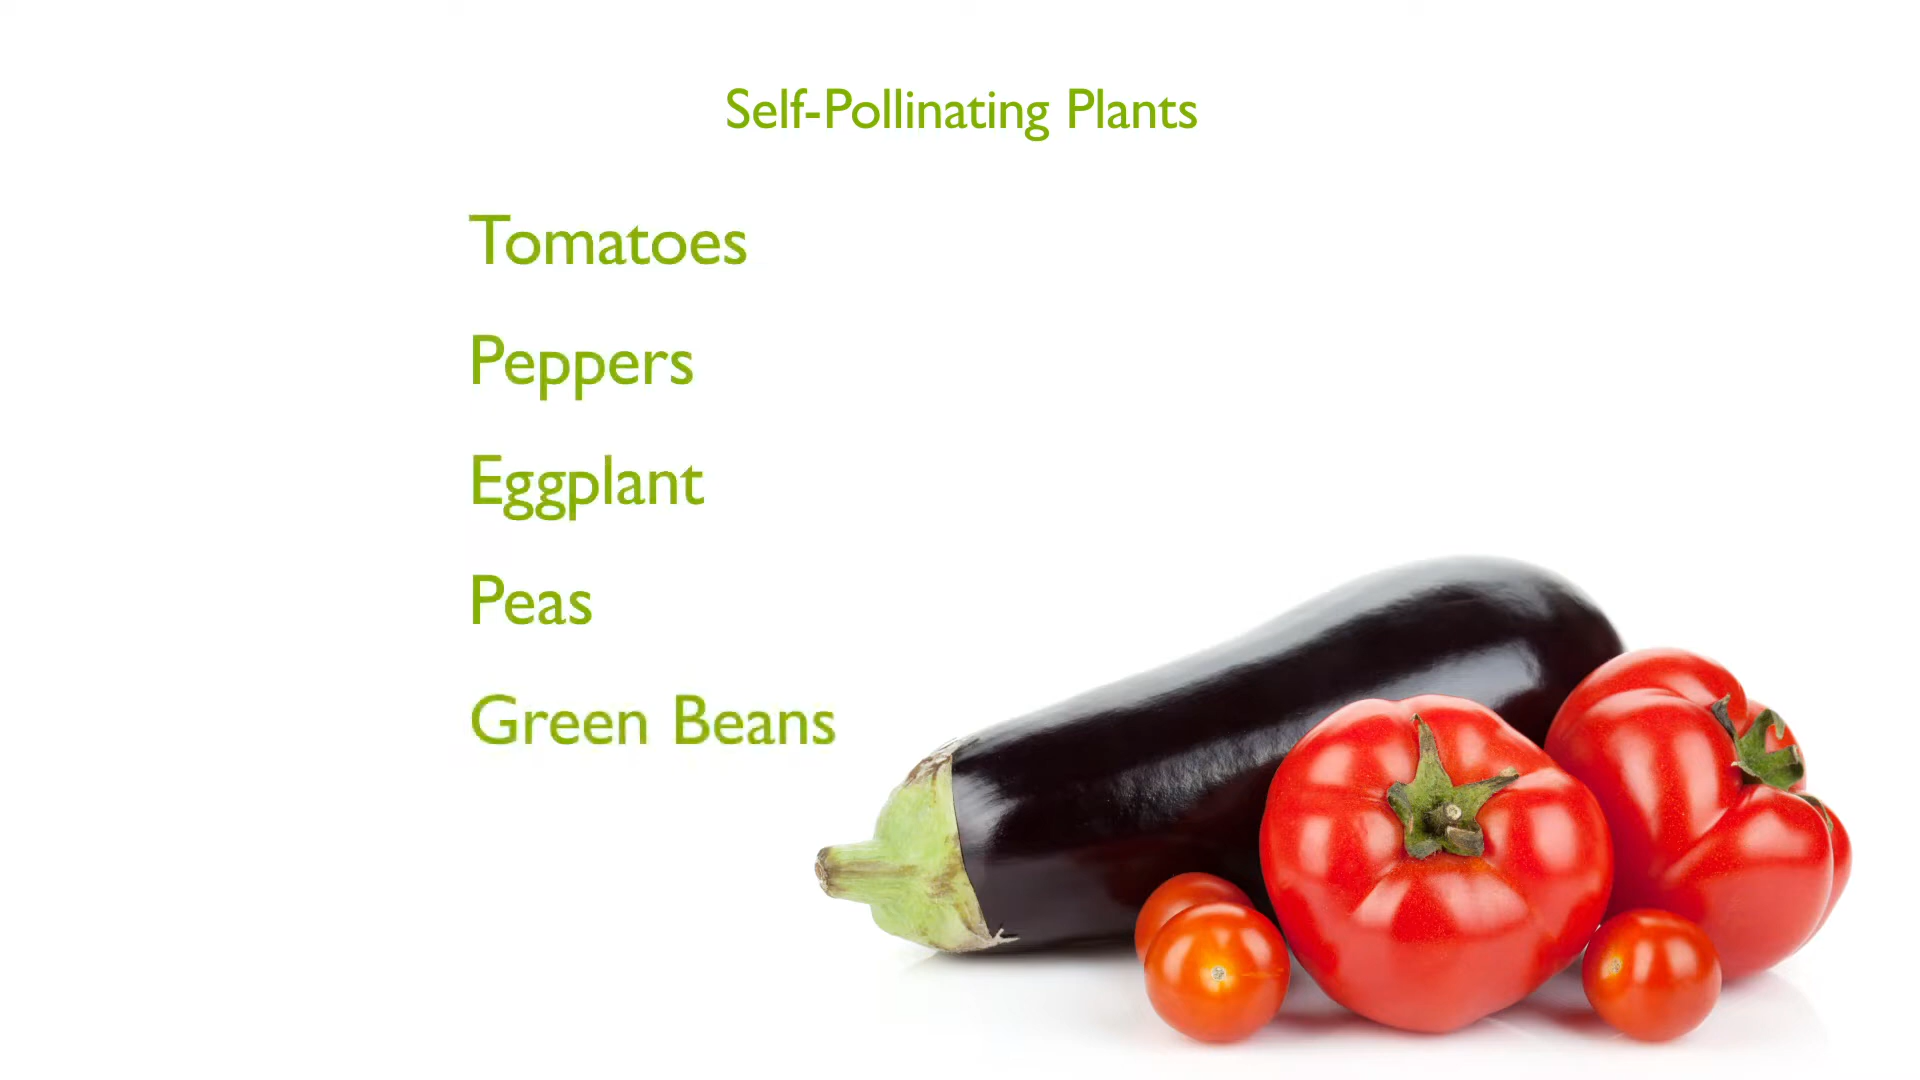 Self-Pollinating Plants
Tomatoes
Peppers
Eggplant
Peas
Green Beans